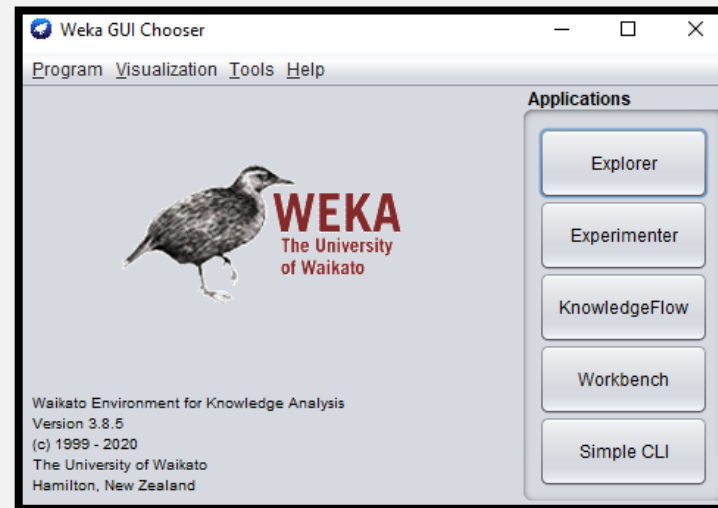 Weka GUI Chooser
Program Visualization Tools Help
Applications
WEKA
The University
of Waikato
Explorer
Experimenter
KnowledgeFlow
Workbench
Simple CLI
Waikato Environment for Knowledge Analysis
Version 3.8.5
(c) 1999 - 2020
The University of Waikato
Hamilton, New Zealand